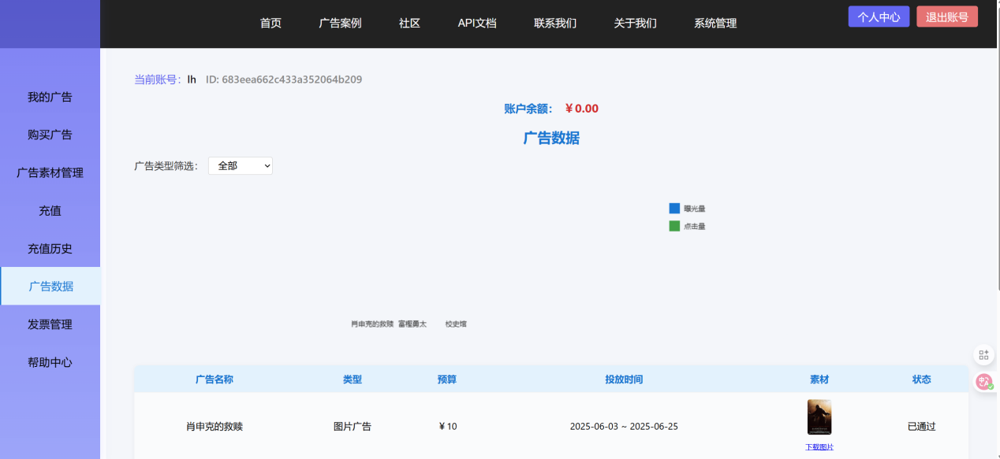 首页 广告案例 社区 API文档 联系我们 关于我们 系统管理 个人中心 退出账号
我的广告
购买广告
广告素材管理
充值
充值历史
广告数据
发票管理
帮助中心
当前账号: lh ID: 683eea662c433a352064b209
账户余额: ¥0.00
广告数据
广告类型筛选: 全部
曝光量
点击量
肖申克的救赎 富樫勇太 校史馆
广告名称 类型 预算 投放时间 素材 状态
肖申克的救赎 图片广告 ¥10 2025-06-03 ~ 2025-06-25 已通过
下载图片